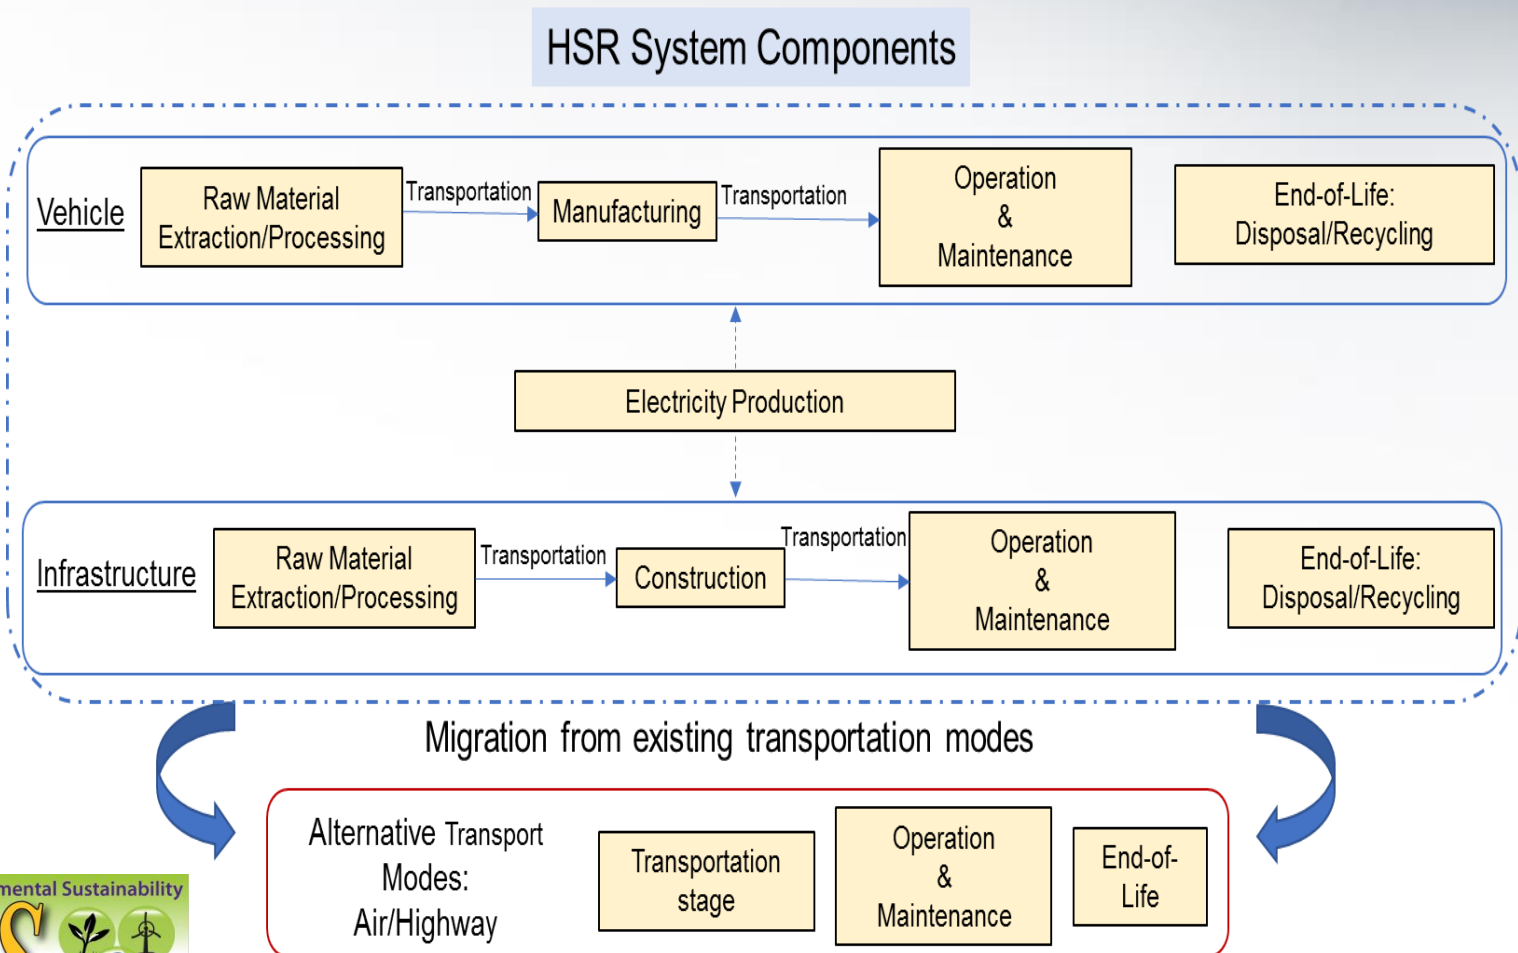 HSR System Components
Vehicle
Raw Material
Extraction/Processing
Transportation
Manufacturing
Transportation
Operation
&
Maintenance
End-of-Life:
Disposal/Recycling
Electricity Production
Infrastructure
Raw Material
Extraction/Processing
Transportation
Construction
Transportation
Operation
&
Maintenance
End-of-Life:
Disposal/Recycling
Migration from existing transportation modes
Alternative Transport
Modes:
Air/Highway
Transportation
stage
Operation
&
Maintenance
End-of-
Life
mental Sustainability
S